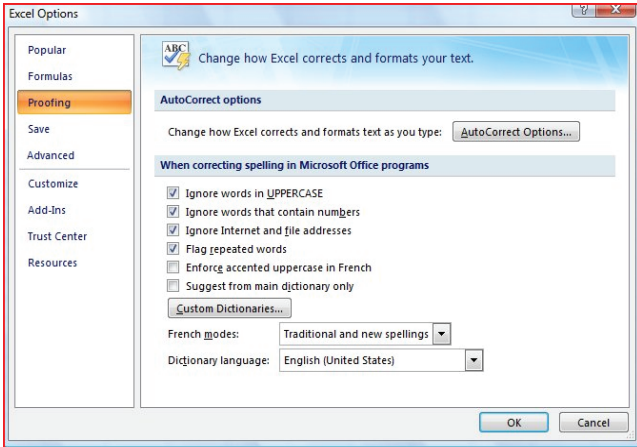 Excel Options
Popular
Formulas
Proofing
Save
Advanced
Customize
Add-Ins
Trust Center
Resources
ABC
Change how Excel corrects and formats your text.
AutoCorrect options
Change how Excel corrects and formats text as you type:
AutoCorrect Options...
When correcting spelling in Microsoft Office programs
Ignore words in UPPERCASE
Ignore words that contain numbers
Ignore Internet and file addresses
Flag repeated words
Enforce accented uppercase in French
Suggest from main dictionary only
Custom Dictionaries...
French modes: Traditional and new spellings
Dictionary language: English (United States)
OK Cancel